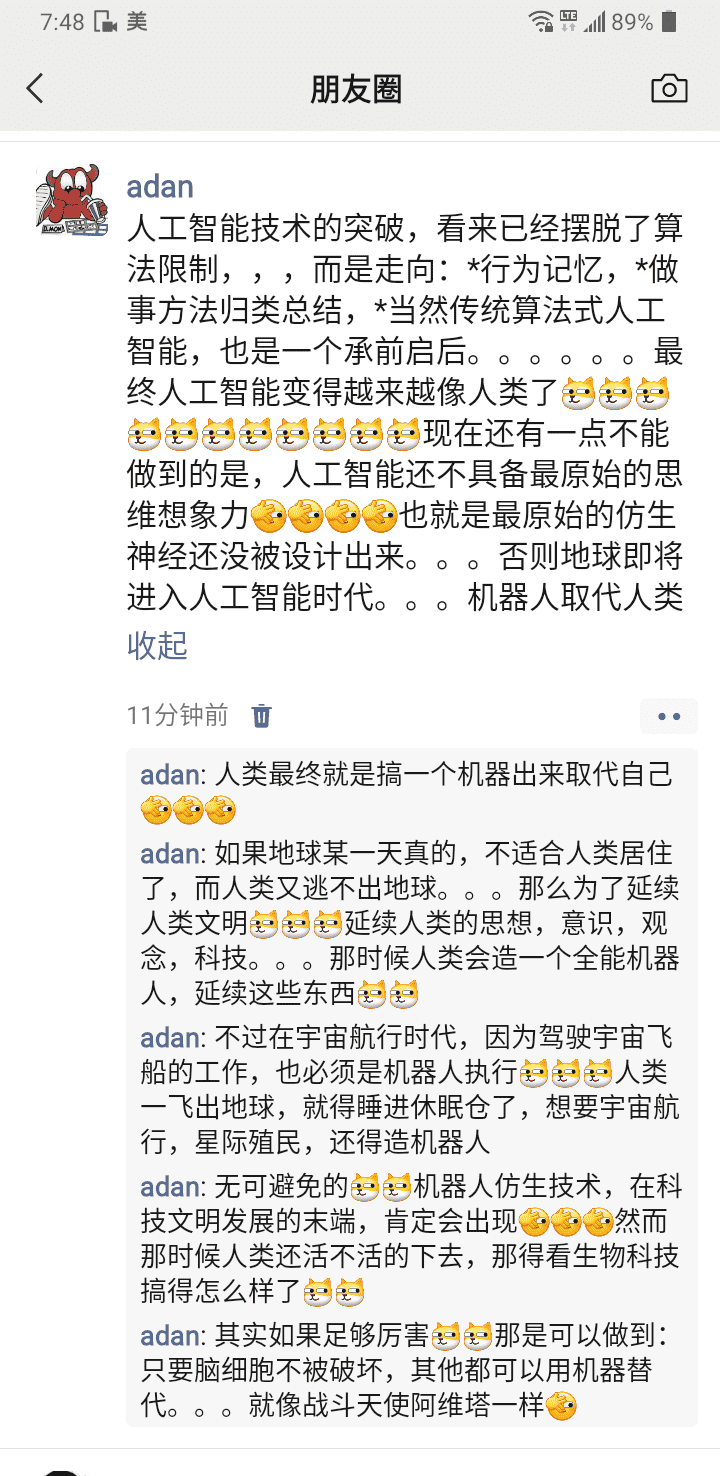 7:48 美 LTE 89%
朋友圈
adan
人工智能技术的突破，看来已经摆脱了算
法限制，，，而是走向：*行为记忆，*做
事方法归类总结，*当然传统算法式人工
智能，也是一个承前启后。。。。。。最
终人工智能变得越来越像人类了
现在还有一点不能
做到的是，人工智能还不具备最原始的思
维想象力也就是最原始的仿生
神经还没被设计出来。。。否则地球即将
进入人工智能时代。。。机器人取代人类
收起
11分钟前
adan: 人类最终就是搞一个机器出来取代自己
adan: 如果地球某一天真的，不适合人类居住
了，而人类又逃不出地球。。。那么为了延续
人类文明延续人类的思想，意识，观
念，科技。。。那时候人类会造一个全能机器
人，延续这些东西
adan: 不过在宇宙航行时代，因为驾驶宇宙飞
船的工作，也必须是机器人执行人类
一飞出地球，就得睡进休眠仓了，想要宇宙航
行，星际殖民，还得造机器人
adan: 无可避免的机器人仿生技术，在科
技文明发展的末端，肯定会出现然而
那时候人类还活不活的下去，那得看生物科技
搞得怎么样了
adan: 其实如果足够厉害那是可以做到：
只要脑细胞不被破坏，其他都可以用机器替
代。。。就像战斗天使阿维塔一样